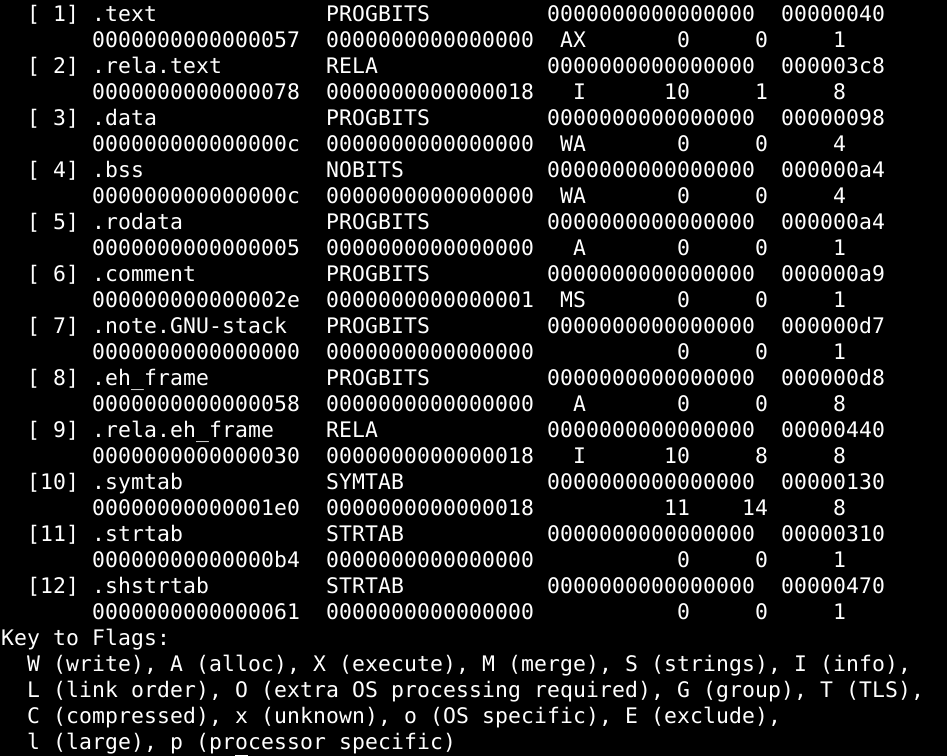 [ 1] .text PROGBITS 0000000000000000 00000040
0000000000000057 0000000000000000 AX 0 0 1
[ 2] .rela.text RELA 0000000000000000 000003c8
0000000000000078 0000000000000018 I 10 1 8
[ 3] .data PROGBITS 0000000000000000 00000098
000000000000000c 0000000000000000 WA 0 0 4
[ 4] .bss NOBITS 0000000000000000 000000a4
000000000000000c 0000000000000000 WA 0 0 4
[ 5] .rodata PROGBITS 0000000000000000 000000a4
0000000000000005 0000000000000000 A 0 0 1
[ 6] .comment PROGBITS 0000000000000000 000000a9
000000000000002e 0000000000000001 MS 0 0 1
[ 7] .note.GNU-stack PROGBITS 0000000000000000 000000d7
0000000000000000 0000000000000000 0 0 1
[ 8] .eh_frame PROGBITS 0000000000000000 000000d8
0000000000000058 0000000000000000 A 0 0 8
[ 9] .rela.eh_frame RELA 0000000000000000 00000440
0000000000000030 0000000000000018 I 10 8 8
[10] .symtab SYMTAB 0000000000000000 00000130
00000000000001e0 0000000000000018 11 14 8
[11] .strtab STRTAB 0000000000000000 00000310
00000000000000b4 0000000000000000 0 0 1
[12] .shstrtab STRTAB 0000000000000000 00000470
0000000000000061 0000000000000000 0 0 1
Key to Flags:
W (write), A (alloc), X (execute), M (merge), S (strings), I (info),
L (link order), O (extra OS processing required), G (group), T (TLS),
C (compressed), x (unknown), o (OS specific), E (exclude),
l (large), p (processor specific)